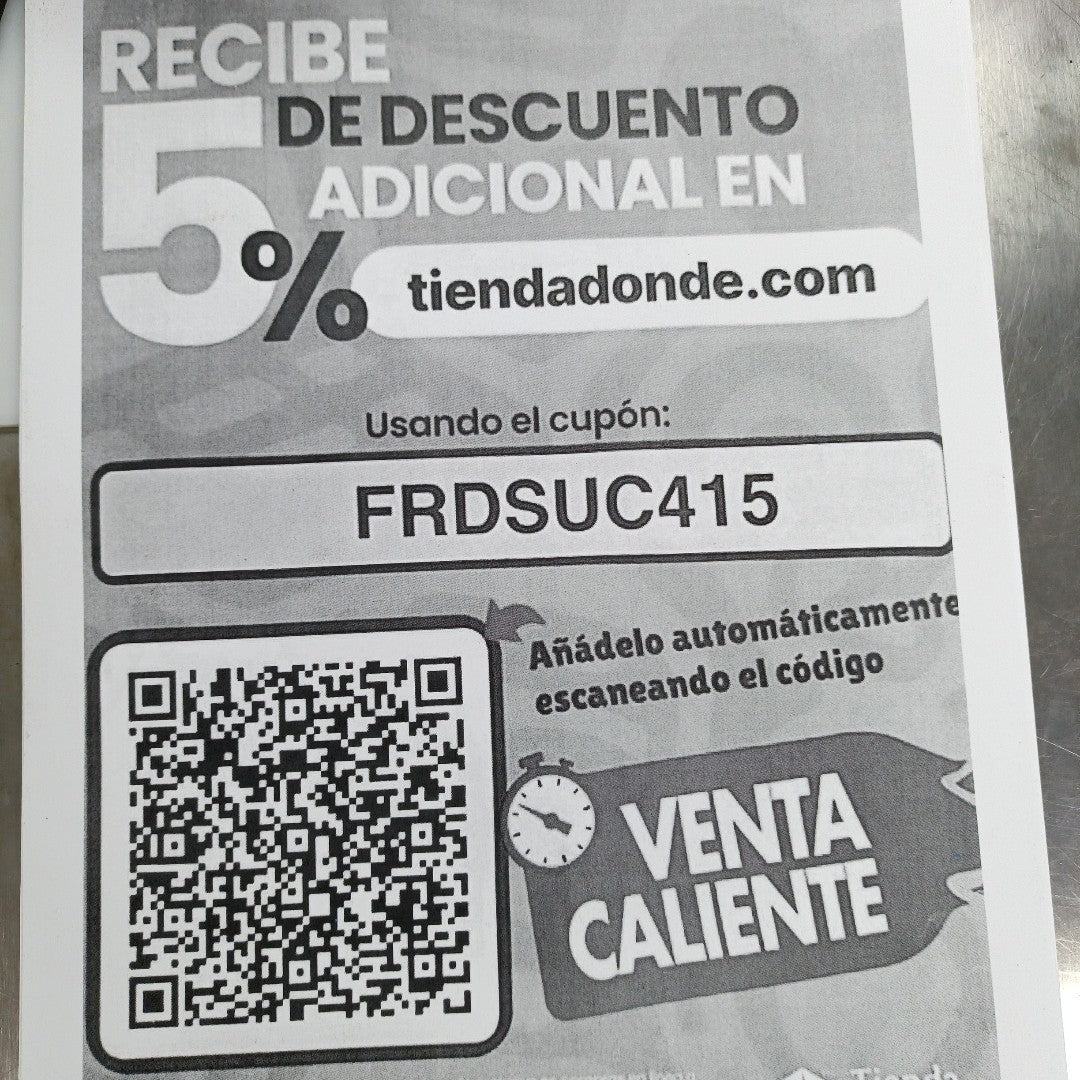 RECIBE
5% DE DESCUENTO
ADICIONAL EN
tiendadonde.com
Usando el cupón:
FRDSUC415
Añádelo automáticamente
escaneando el código
VENTA
CALIENTE
Tienda